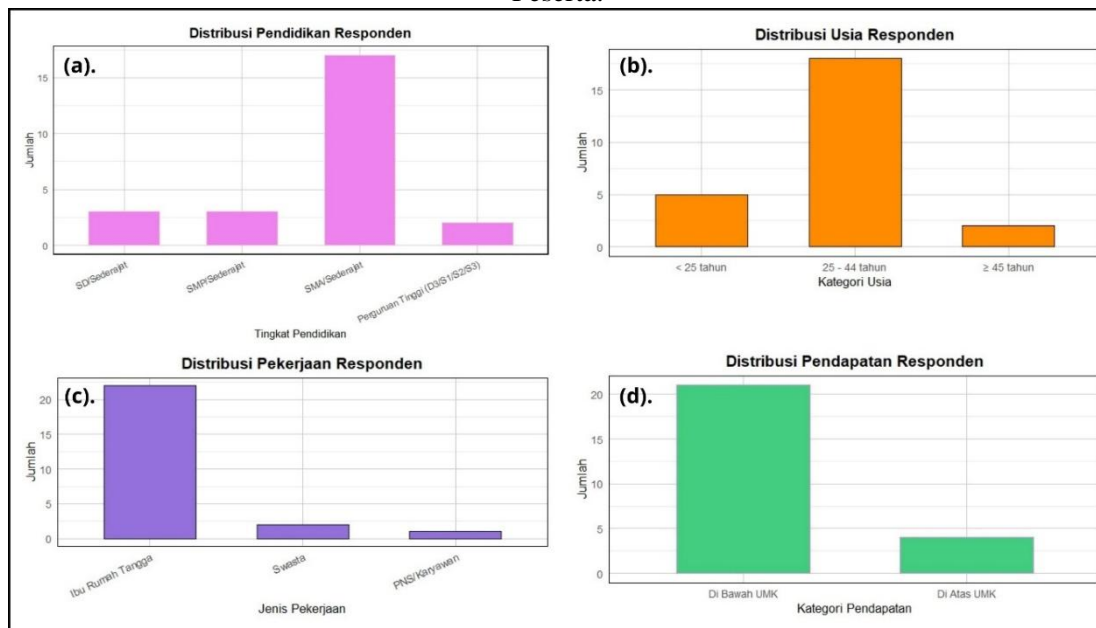 Peserta.
Distribusi Pendidikan Responden
(a).
15
10
5
0
Jumlah
SD/Sederajat
SMP/Sederajat
SMA/Sederajat
Perguruan Tinggi (D3/S1/S2/S3)
Tingkat Pendidikan
Distribusi Usia Responden
(b).
15
10
5
0
Jumlah
< 25 tahun
25 - 44 tahun
≥ 45 tahun
Kategori Usia
Distribusi Pekerjaan Responden
(c).
20
15
10
5
0
Jumlah
Ibu Rumah Tangga
Swasta
PNS/Karyawan
Jenis Pekerjaan
Distribusi Pendapatan Responden
(d).
20
15
10
5
0
Jumlah
Di Bawah UMK
Di Atas UMK
Kategori Pendapatan